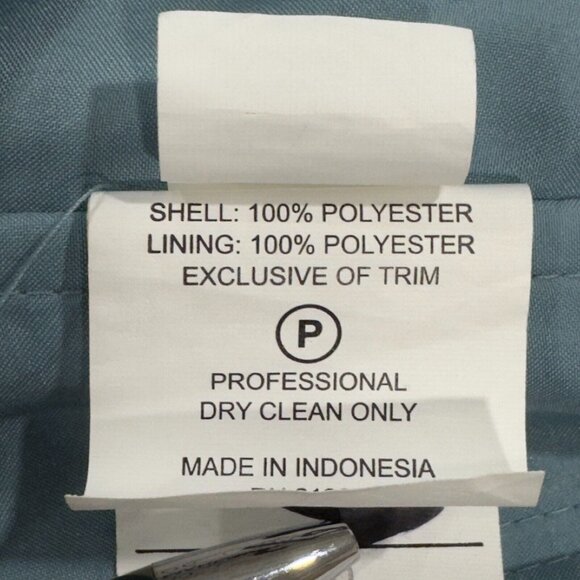 SHELL: 100% POLYESTER
LINING: 100% POLYESTER
EXCLUSIVE OF TRIM
P
PROFESSIONAL
DRY CLEAN ONLY
MADE IN INDONESIA